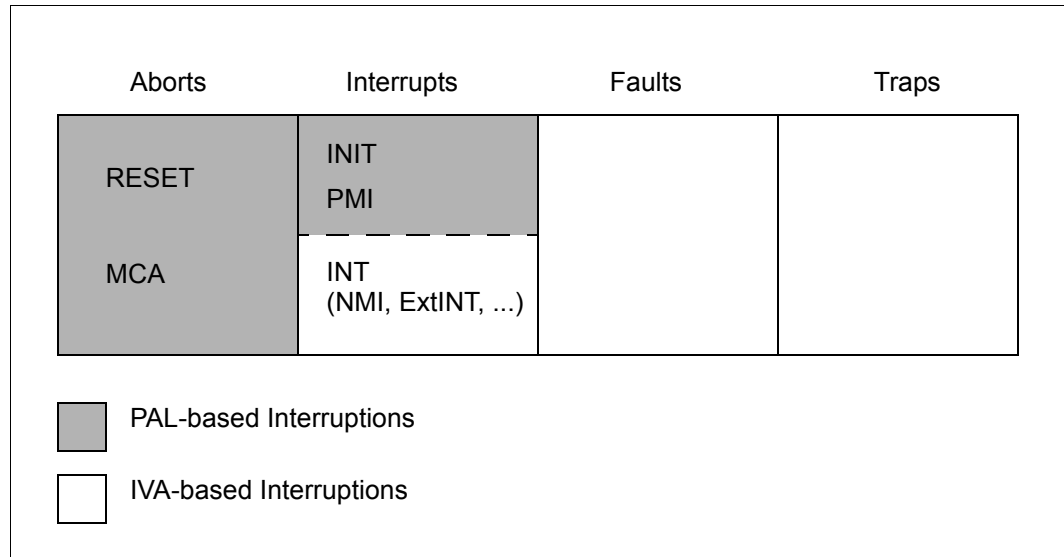 Aborts Interrupts Faults Traps
RESET
INIT
PMI
MCA
INT
(NMI, ExtINT, ...)
PAL-based Interruptions
IVA-based Interruptions